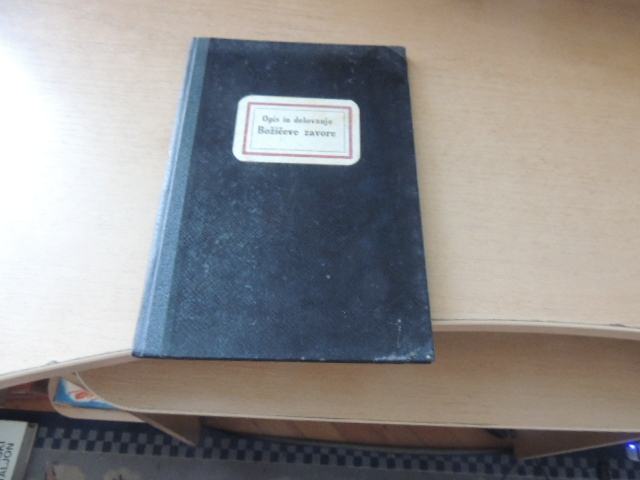 Opis in delovanje
Božičeve zavore